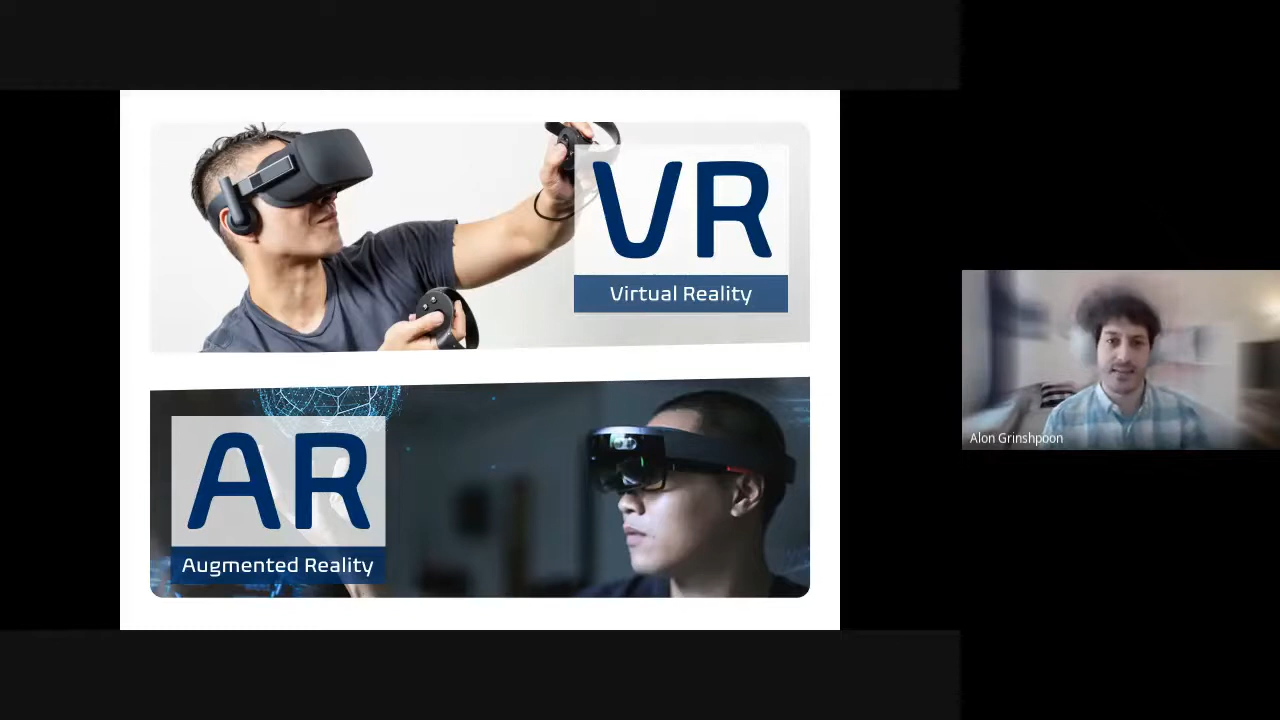 VR
Virtual Reality
AR
Augmented Reality
Alon Grinshpoon